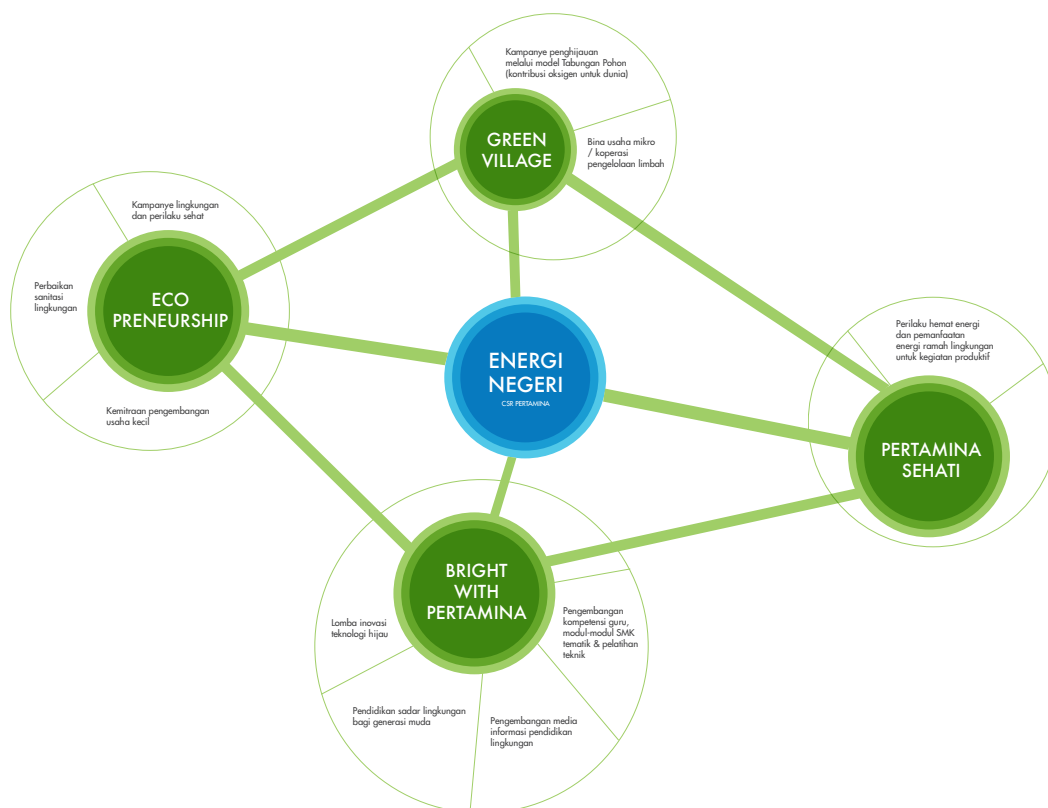 Kampanye penghijauan
melalui model Tabungan Pohon
(kontribusi oksigen untuk dunia)
GREEN
VILLAGE
Bina usaha mikro
/ koperasi
pengelolaan limbah
Kampanye lingkungan
dan perilaku sehat
Perbaikan
sanitasi
lingkungan
ECO
PRENEURSHIP
Kemitraan pengembangan
usaha kecil
ENERGI
NEGERI
CSR PERTAMINA
Perilaku hemat energi
dan pemanfaatan
energi ramah lingkungan
untuk kegiatan produktif
PERTAMINA
SEHATI
BRIGHT
WITH
PERTAMINA
Lomba inovasi
teknologi hijau
Pengembangan
kompetensi guru,
modul-modul SMK
tematik & pelatihan
teknik
Pendidikan sadar lingkungan
bagi generasi muda
Pengembangan media
informasi pendidikan
lingkungan